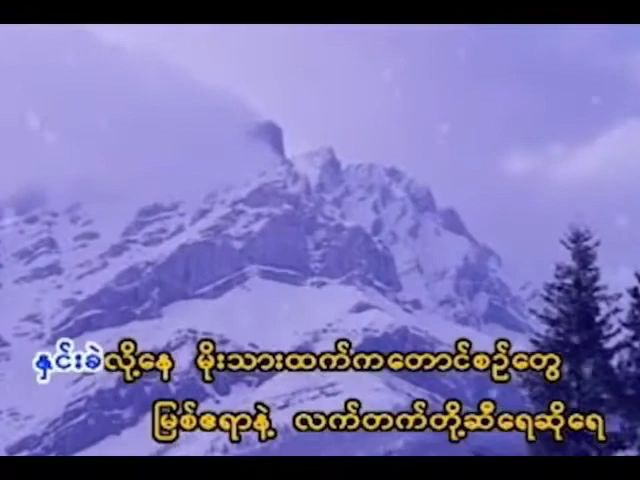 နှင်းခဲလို့နေ မိုးသားထက်ကတောင်စဉ်တွေ
မြစ်ဧရာနဲ့ လက်တက်တို့ဆီရေဆိုရေ